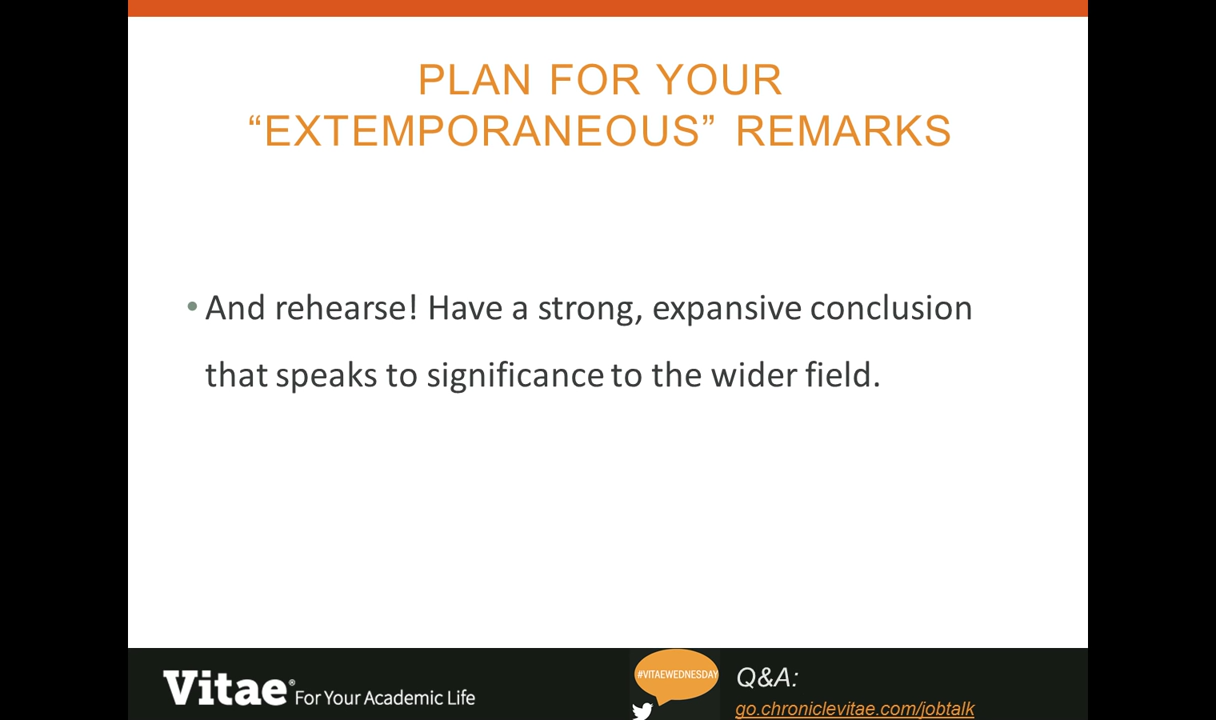 PLAN FOR YOUR
“EXTEMPORANEOUS” REMARKS
• And rehearse! Have a strong, expansive conclusion
that speaks to significance to the wider field.
Vitae® For Your Academic Life
#VITAEWEDNESDAY
Q&A:
go.chroniclevitae.com/jobtalk